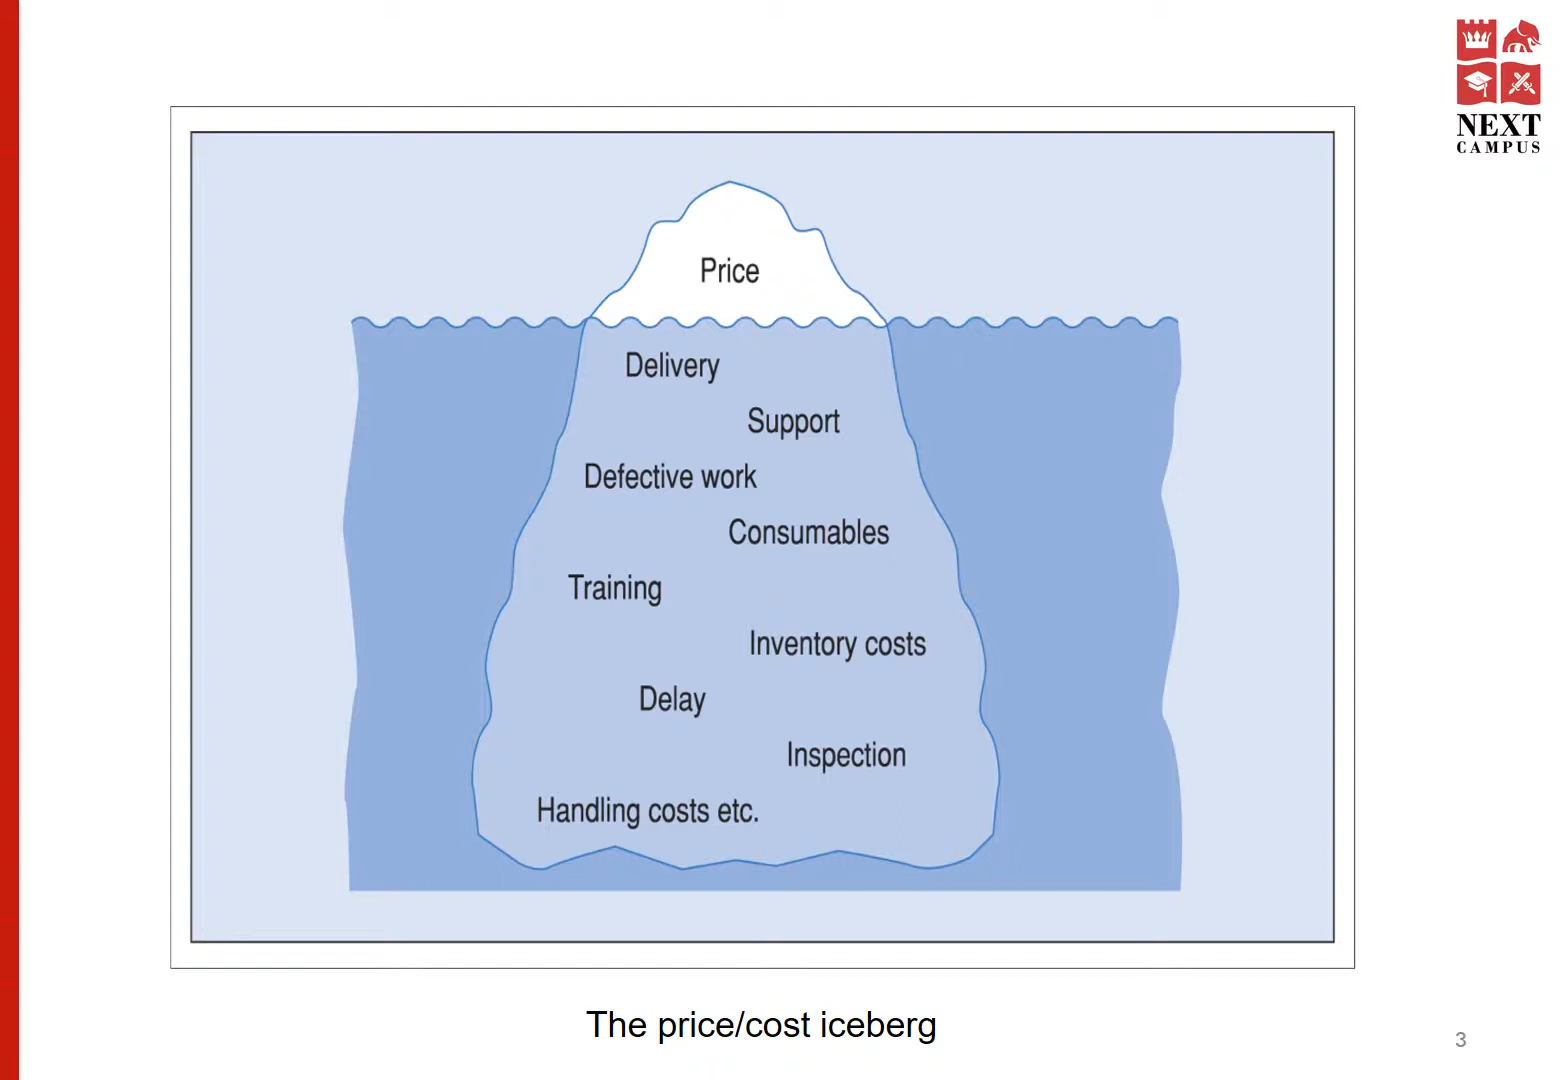 NEXT
CAMPUS
Price
Delivery
Support
Defective work
Consumables
Training
Inventory costs
Delay
Inspection
Handling costs etc.
The price/cost iceberg
3